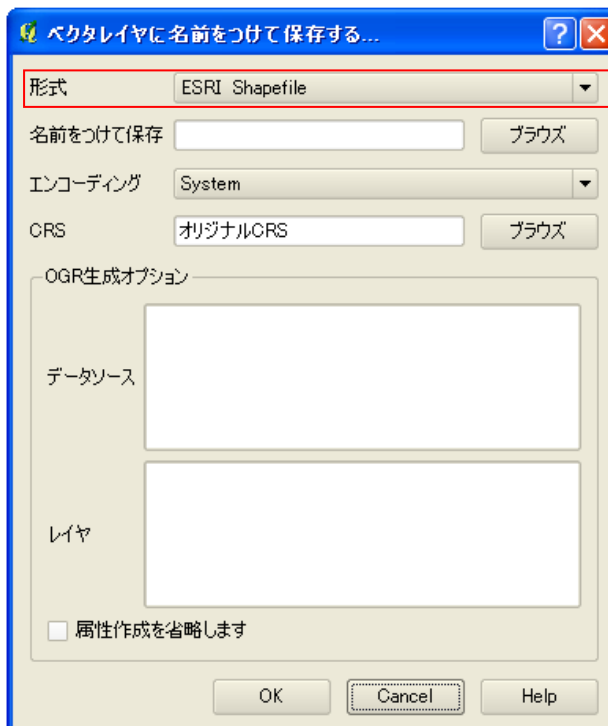 ベクタレイヤに名前をつけて保存する...
形式 ESRI Shapefile
名前をつけて保存 ブラウズ
エンコーディング System
CRS オリジナルCRS ブラウズ
OGR生成オプション
データソース
レイヤ
属性作成を省略します
OK Cancel Help